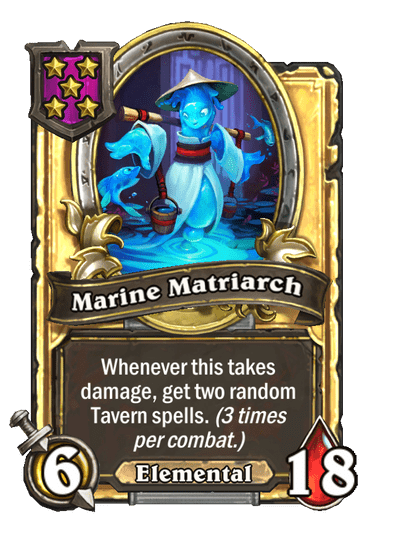 Marine Matriarch
Whenever this takes
damage, get two random
Tavern spells. (3 times
per combat.)
6
Elemental
18